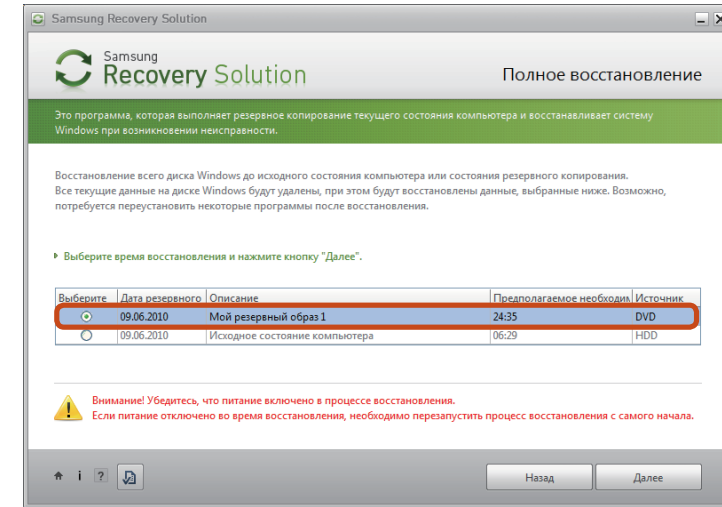 Samsung Recovery Solution
Samsung
Recovery Solution
Полное восстановление
Это программа, которая выполняет резервное копирование текущего состояния компьютера и восстанавливает систему
Windows при возникновении неисправности.
Восстановление всего диска Windows до исходного состояния компьютера или состояния резервного копирования.
Все текущие данные на диске Windows будут удалены, при этом будут восстановлены данные, выбранные ниже. Возможно,
потребуется переустановить некоторые программы после восстановления.
Выберите время восстановления и нажмите кнопку "Далее".
Выберите Дата резервного Описание Предполагаемое необходим Источник
09.06.2010 Мой резервный образ 1 24:35 DVD
09.06.2010 Исходное состояние компьютера 06:29 HDD
Внимание! Убедитесь, что питание включено в процессе восстановления.
Если питание отключено во время восстановления, необходимо перезапустить процесс восстановления с самого начала.
i ? Назад Далее